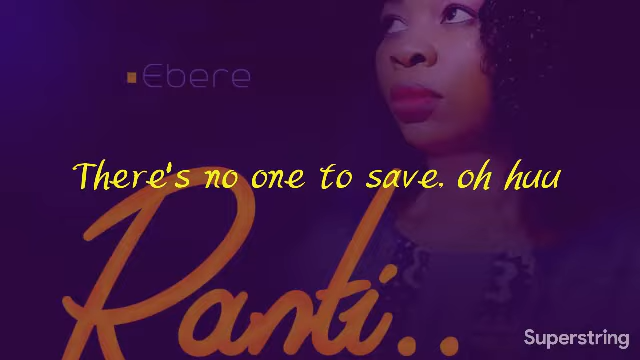 Ebere
There's no one to save. oh huu
Ranti..
Superstring